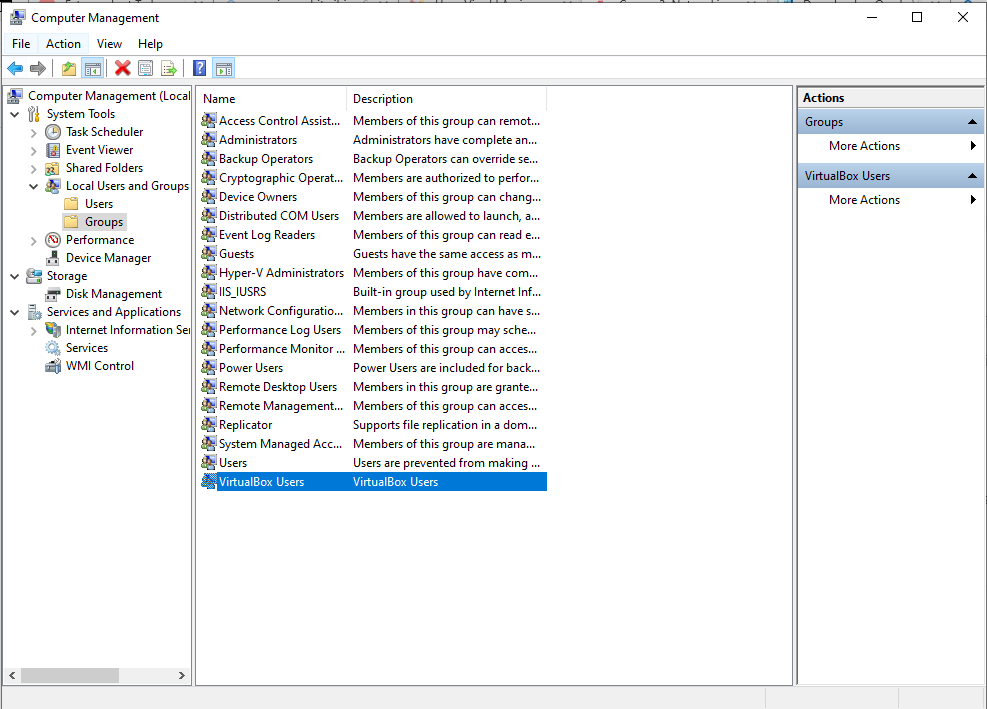 Computer Management
File Action View Help
Computer Management (Local
System Tools
Task Scheduler
Event Viewer
Shared Folders
Local Users and Groups
Users
Groups
Performance
Device Manager
Storage
Disk Management
Services and Applications
Internet Information Ser
Services
WMI Control
Name Description
Access Control Assist... Members of this group can remot...
Administrators Administrators have complete an...
Backup Operators Backup Operators can override se...
Cryptographic Operat... Members are authorized to perfor...
Device Owners Members of this group can chang...
Distributed COM Users Members are allowed to launch, a...
Event Log Readers Members of this group can read e...
Guests Guests have the same access as m...
Hyper-V Administrators Members of this group have com...
IIS_IUSRS Built-in group used by Internet Inf...
Network Configuratio... Members in this group can have s...
Performance Log Users Members of this group may sche...
Performance Monitor ... Members of this group can acces...
Power Users Power Users are included for back...
Remote Desktop Users Members in this group are grante...
Remote Management... Members of this group can acces...
Replicator Supports file replication in a dom...
System Managed Acc... Members of this group are mana...
Users Users are prevented from making ...
VirtualBox Users VirtualBox Users
Actions
Groups
More Actions
VirtualBox Users
More Actions